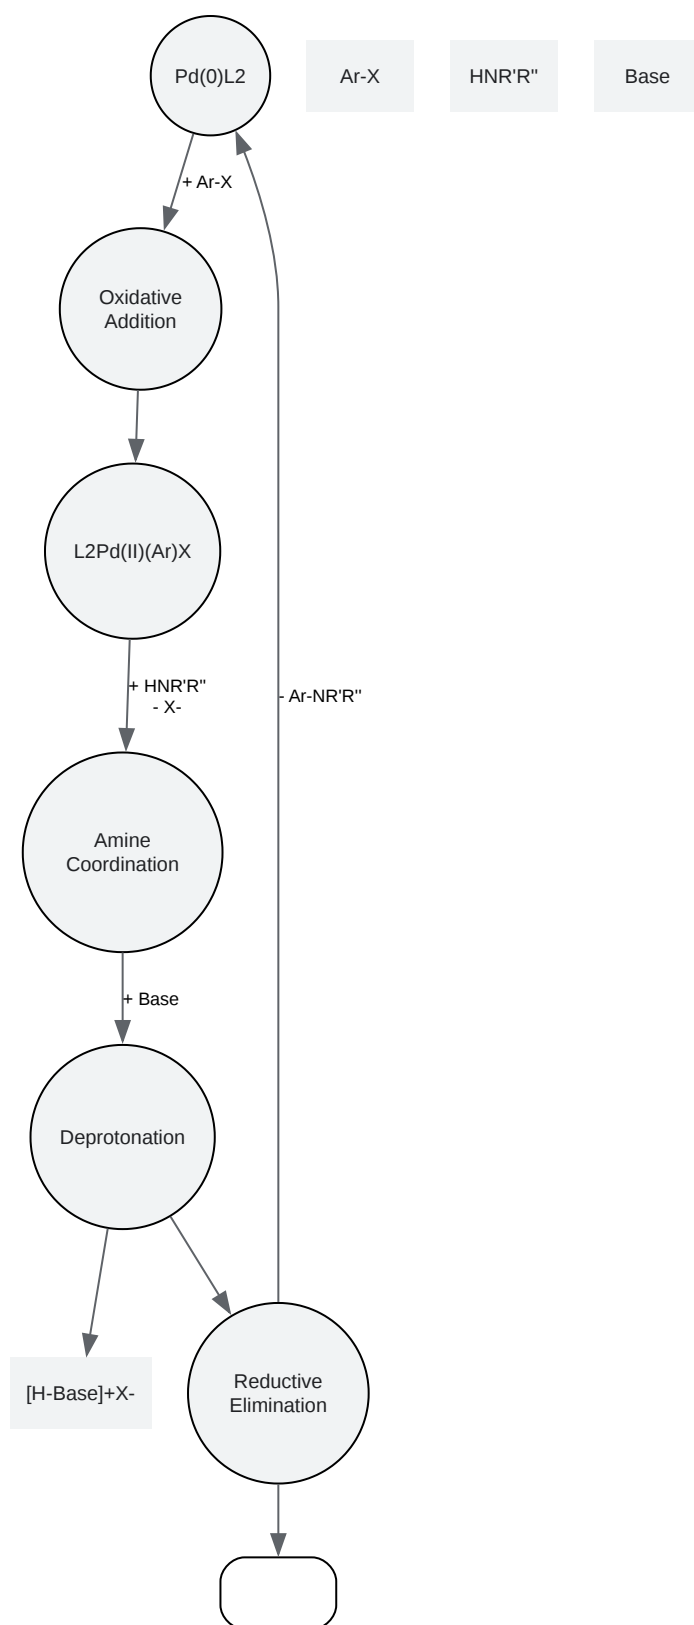 Pd(0)L2
Ar-X
HNR'R"
Base
+ Ar-X
Oxidative
Addition
L2Pd(II)(Ar)X
+ HNR'R"
- X-
- Ar-NR'R"
Amine
Coordination
+ Base
Deprotonation
[H-Base]+X-
Reductive
Elimination